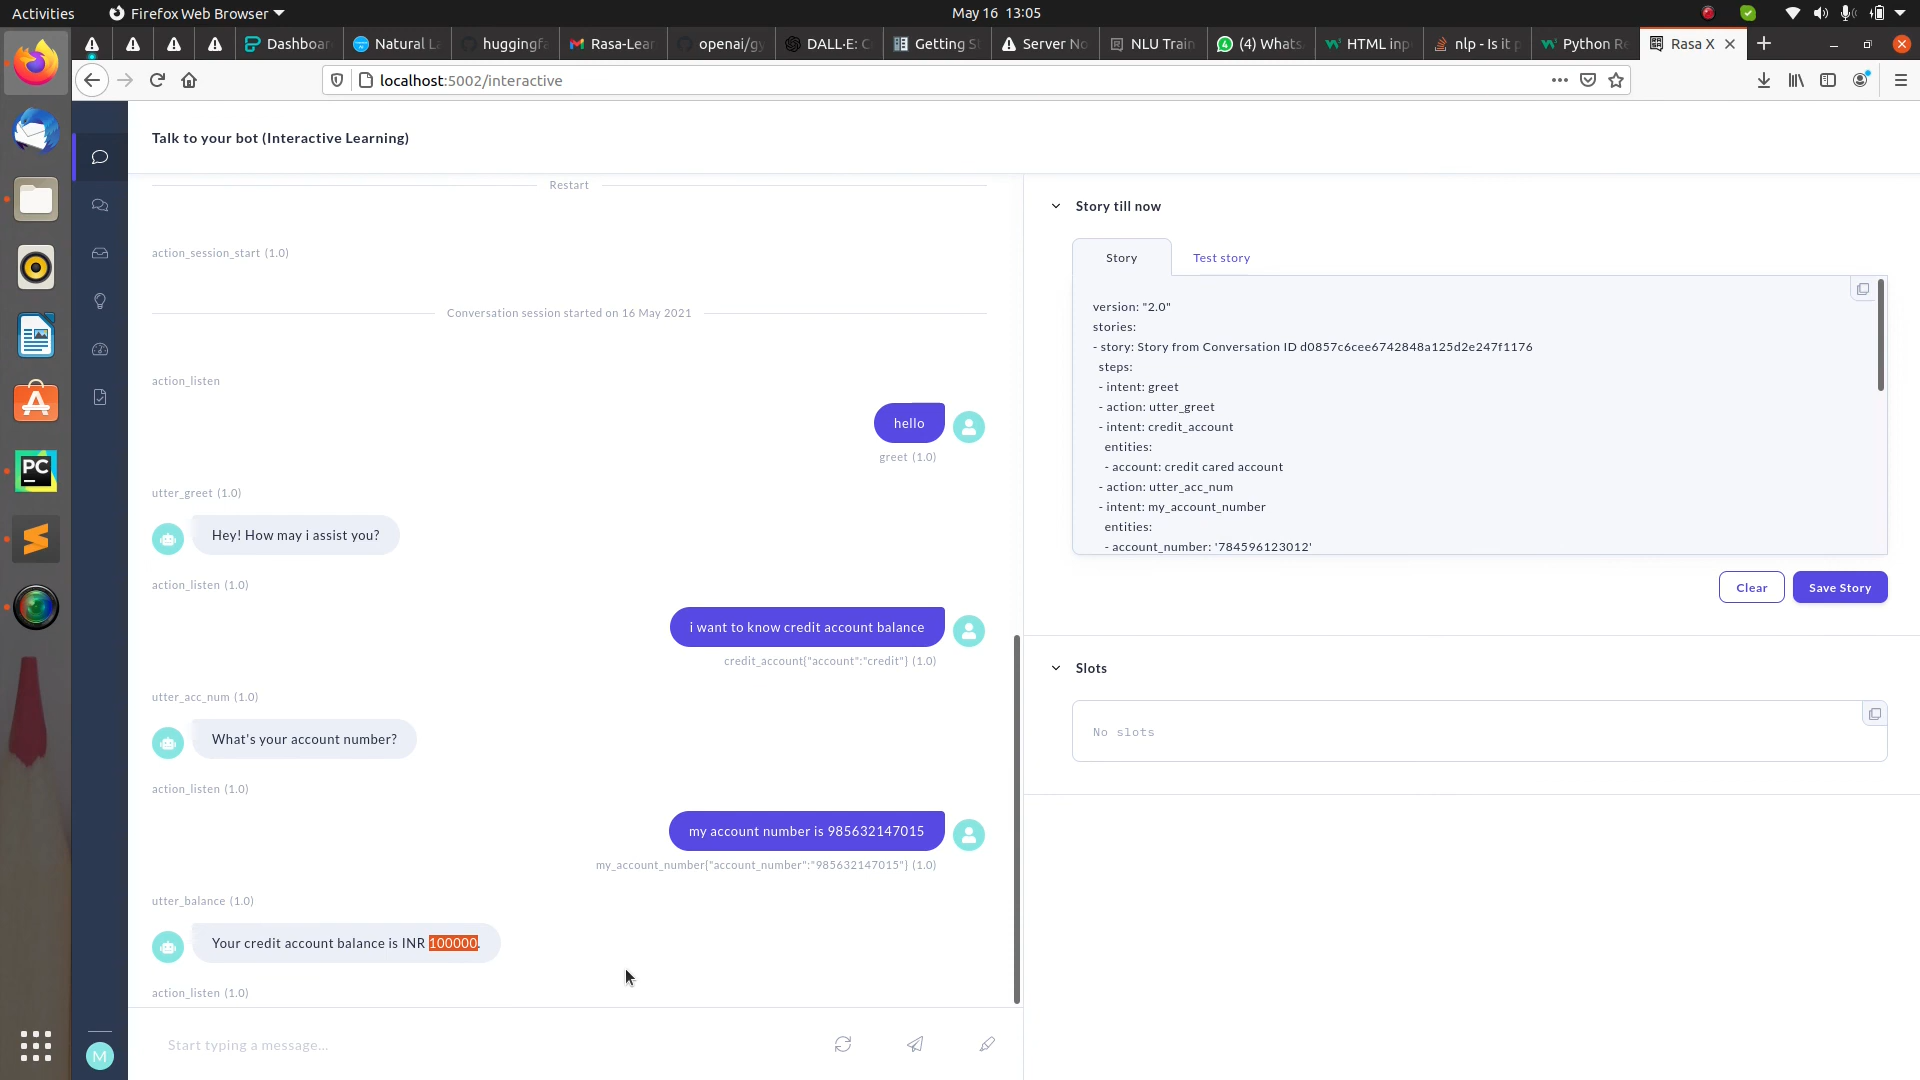 Activities
Firefox Web Browser
May 16 13:05
Dashboar
Natural La
huggingfa
Rasa-Lear
openai/gy
DALL·E: C
Getting S
Server No
NLU Train
(4) Whats
HTML inp
nlp - Is it p
Python Re
Rasa X
localhost:5002/interactive
Talk to your bot (Interactive Learning)
Restart
action_session_start (1.0)
Conversation session started on 16 May 2021
action_listen
hello
greet (1.0)
utter_greet (1.0)
Hey! How may i assist you?
action_listen (1.0)
i want to know credit account balance
credit_account{"account":"credit"} (1.0)
utter_acc_num (1.0)
What's your account number?
action_listen (1.0)
my account number is 985632147015
my_account_number{"account_number":"985632147015"} (1.0)
utter_balance (1.0)
Your credit account balance is INR 100000.
action_listen (1.0)
Start typing a message...
M
PC
Story till now
Story
Test story
version: "2.0"
stories:
- story: Story from Conversation ID d0857c6cee6742848a125d2e247f1176
steps:
- intent: greet
- action: utter_greet
- intent: credit_account
entities:
- account: credit cared account
- action: utter_acc_num
- intent: my_account_number
entities:
- account_number: '784596123012'
Clear
Save Story
Slots
No slots